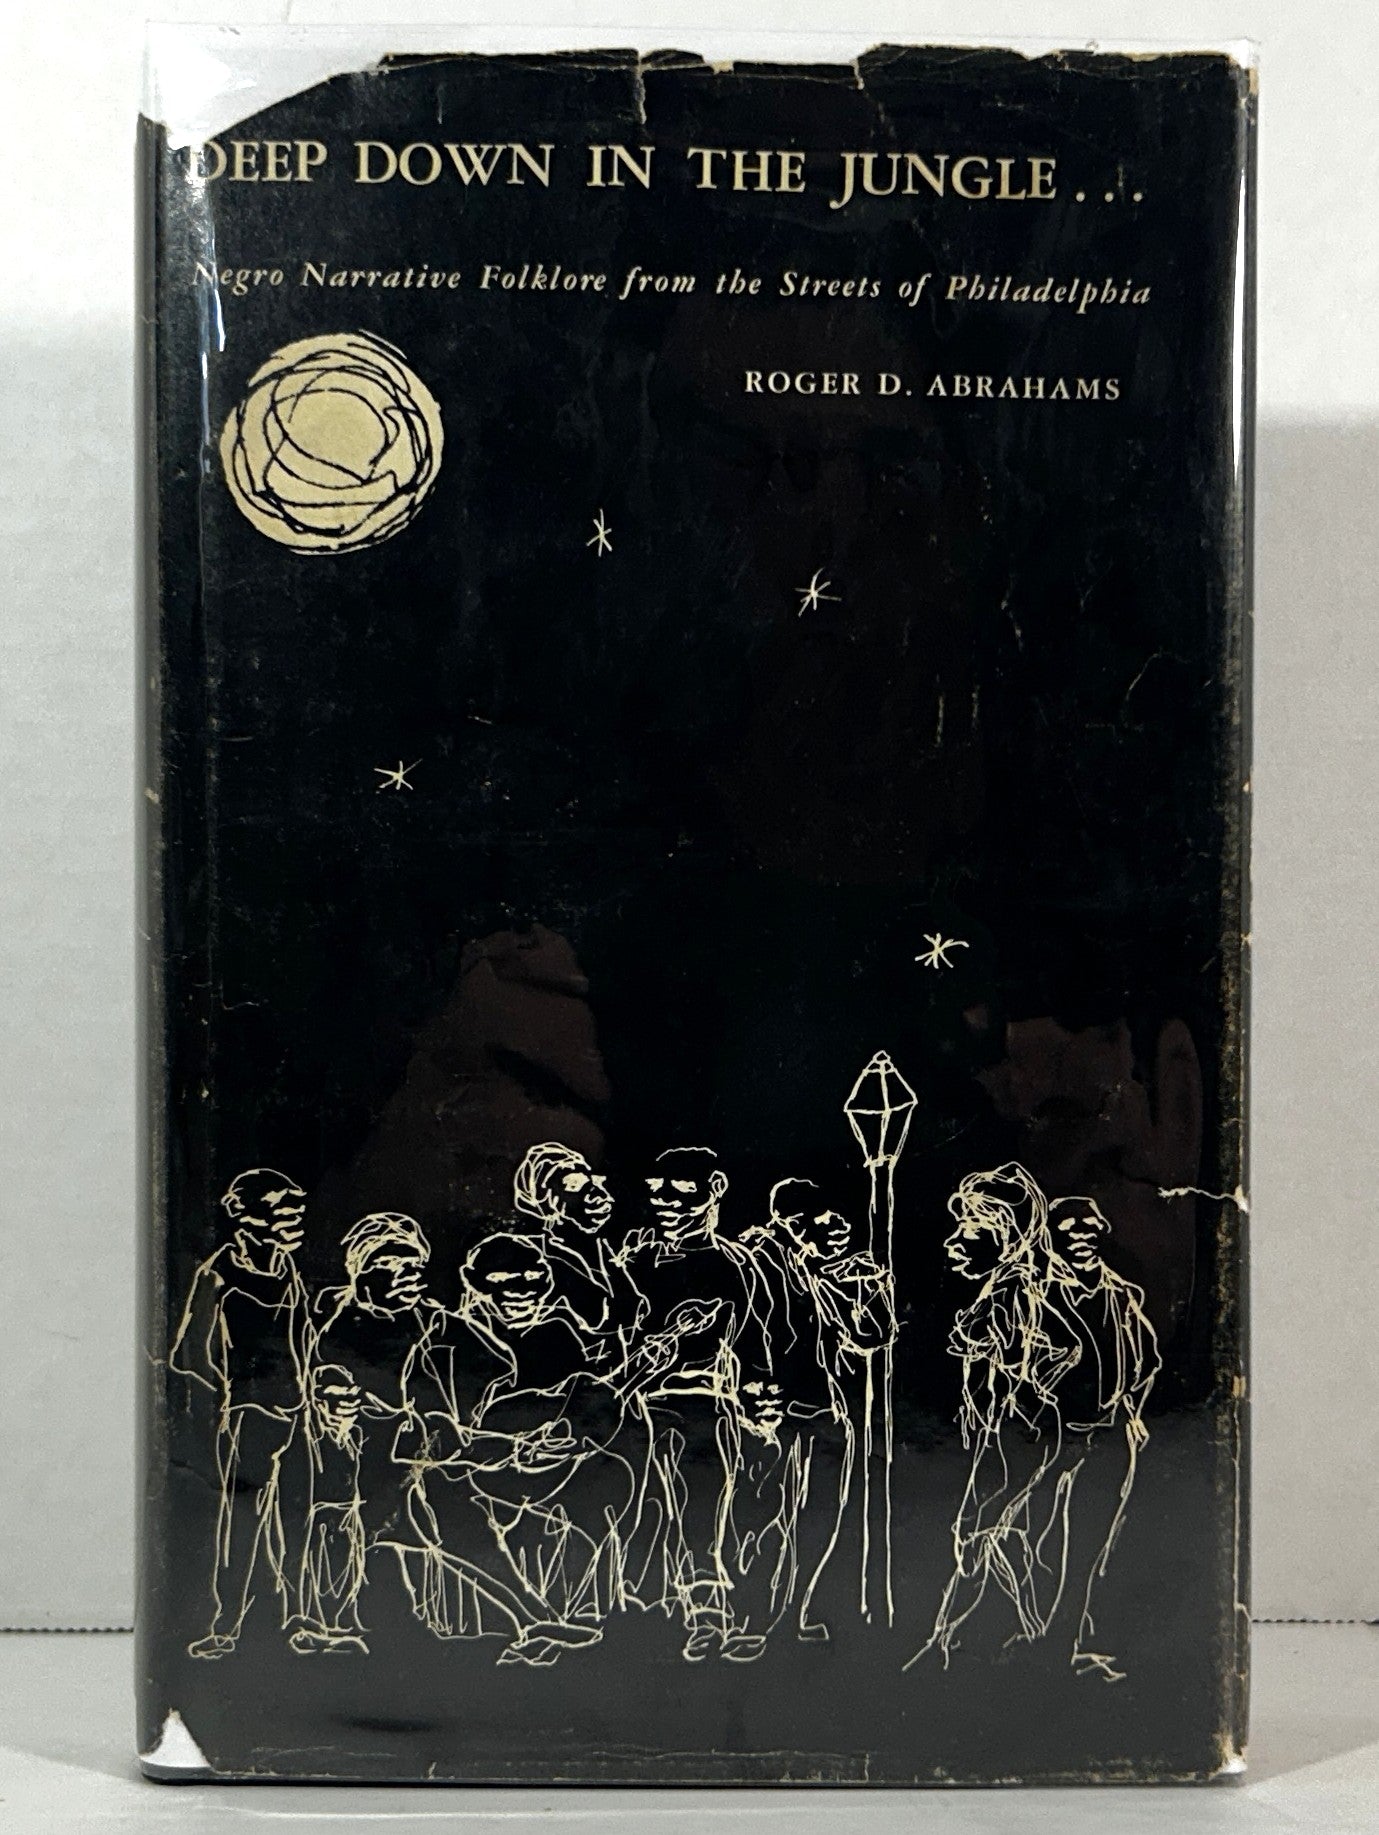 DEEP DOWN IN THE JUNGLE...
Negro Narrative Folklore from the Streets of Philadelphia
ROGER D. ABRAHAMS